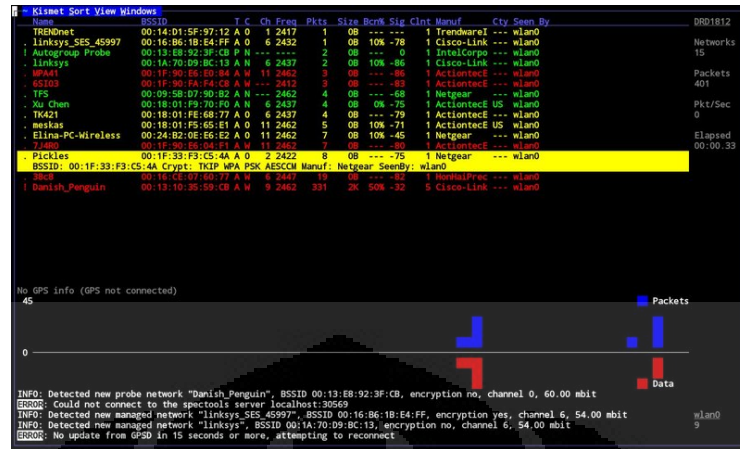 ~ Kismet Sort View Windows
Name BSSID T C Ch Freq Pkts Size Bcn% Sig Clnt Manuf Cty Seen By
DRD1812
TRENDnet 00:14:D1:5F:97:12 A O 1 2417 1 0B --- --- 1 TrendwareI --- wlan0
. linksys_SES_45997 00:16:B6:1B:E4:FF A O 6 2432 1 0B 10% -78 1 Cisco-Link --- wlan0
Networks
! Autogroup Probe 00:13:E8:92:3F:CB P N --- ---- 2 0B --- 0 1 IntelCorpo --- wlan0
15
. linksys 00:1A:70:D9:BC:13 A N 6 2437 2 0B 10% -86 1 Cisco-Link --- wlan0
. MPA41 00:1F:90:E6:E0:84 A W 11 2462 3 0B --- -86 1 ActiontecE --- wlan0
Packets
. 6SI03 00:1F:90:FA:F4:C8 A W --- 2412 3 0B --- -83 1 ActiontecE --- wlan0
401
. TFS 00:09:5B:D7:9D:B2 A N --- 2462 4 0B --- -68 1 Netgear --- wlan0
. Xu Chen 00:18:01:F9:70:F0 A N 6 2437 4 0B 0% -75 1 ActiontecE US wlan0
Pkt/Sec
. TK421 00:18:01:FE:68:77 A O 6 2437 4 0B --- -79 1 ActiontecE US wlan0
0
. meskas 00:18:01:F5:65:E1 A O 11 2462 5 0B 10% -71 1 ActiontecE US wlan0
. Elina-PC-Wireless 00:24:B2:0E:E6:E2 A O 11 2462 7 0B 10% -45 1 Netgear --- wlan0
Elapsed
. 7J4RO 00:1F:90:E6:04:F1 A W 11 2462 7 0B --- -80 1 ActiontecE --- wlan0
00:00.33
. Pickles 00:1F:33:F3:C5:4A A O 2 2422 8 0B --- -75 1 Netgear --- wlan0
BSSID: 00:1F:33:F3:C5:4A Crypt: TKIP WPA PSK AESCCM Manuf: Netgear SeenBy: wlan0
. 38c8 00:16:CE:07:60:77 A W 6 2447 19 0B --- -82 1 HonHaiPrec --- wlan0
! Danish_Penguin 00:13:10:35:59:CB A W 9 2462 331 2K 50% -32 5 Cisco-Link --- wlan0
No GPS info (GPS not connected)
45
Packets
0
Data
INFO: Detected new probe network "Danish_Penguin", BSSID 00:13:E8:92:3F:CB, encryption no, channel 0, 60.00 mbit
ERROR: Could not connect to the spectools server localhost:30569
INFO: Detected new managed network "linksys_SES_45997", BSSID 00:16:B6:1B:E4:FF, encryption yes, channel 6, 54.00 mbit
wlan0
INFO: Detected new managed network "linksys", BSSID 00:1A:70:D9:BC:13, encryption no, channel 6, 54.00 mbit
9
ERROR: No update from GPSD in 15 seconds or more, attempting to reconnect